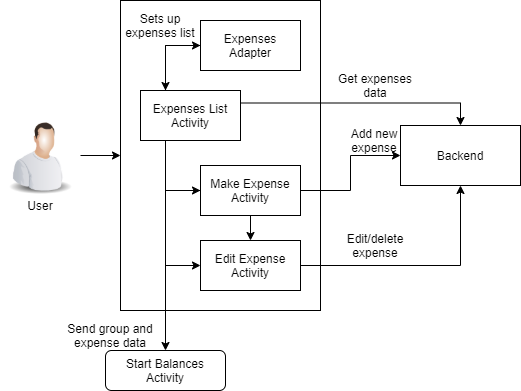 Sets up
expenses list
Expenses
Adapter
Get expenses
data
Expenses List
Activity
Add new
expense
Backend
Make Expense
Activity
User
Edit/delete
expense
Edit Expense
Activity
Send group and
expense data
Start Balances
Activity